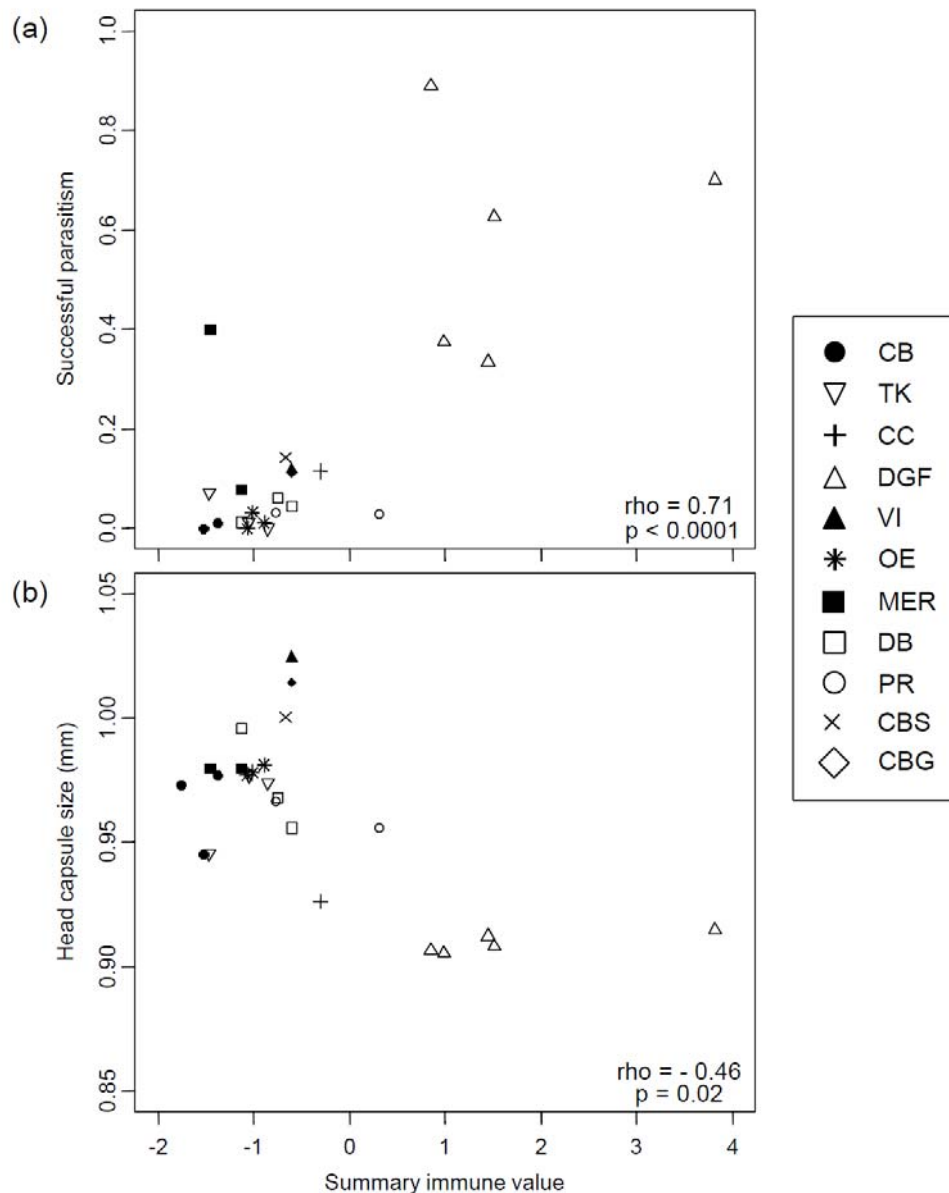 (a)
Successful parasitism
1.0
0.8
0.6
0.4
0.2
0.0
rho = 0.71
p < 0.0001
(b)
Head capsule size (mm)
1.05
1.00
0.95
0.90
0.85
rho = - 0.46
p = 0.02
-2 -1 0 1 2 3 4
Summary immune value
CB
TK
CC
DGF
VI
OE
MER
DB
PR
CBS
CBG